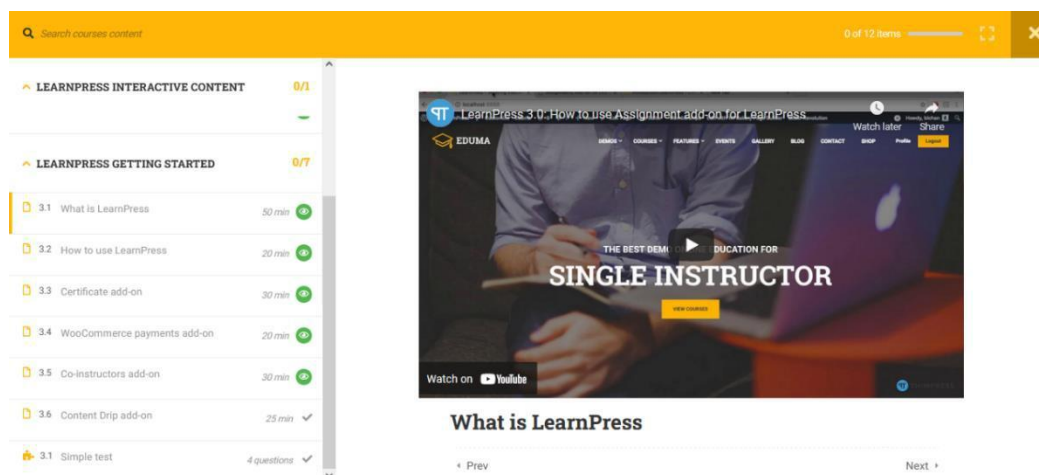 Search courses content
0 of 12 items
LEARNPRESS INTERACTIVE CONTENT 0/1
LEARNPRESS GETTING STARTED 0/7
3.1 What is LearnPress 50 min
3.2 How to use LearnPress 20 min
3.3 Certificate add-on 30 min
3.4 WooCommerce payments add-on 20 min
3.5 Co-instructors add-on 30 min
3.6 Content Drip add-on 25 min
3.1 Simple test 4 questions
LearnPress 3.0: How to use Assignment add-on for LearnPress
Watch later Share
EDUMA DEMOS COURSES FEATURES EVENTS GALLERY BLOG CONTACT SHOP Profile Logout
THE BEST DEMO EDUCATION FOR
SINGLE INSTRUCTOR
VIEW COURSES
Watch on YouTube
What is LearnPress
Prev Next